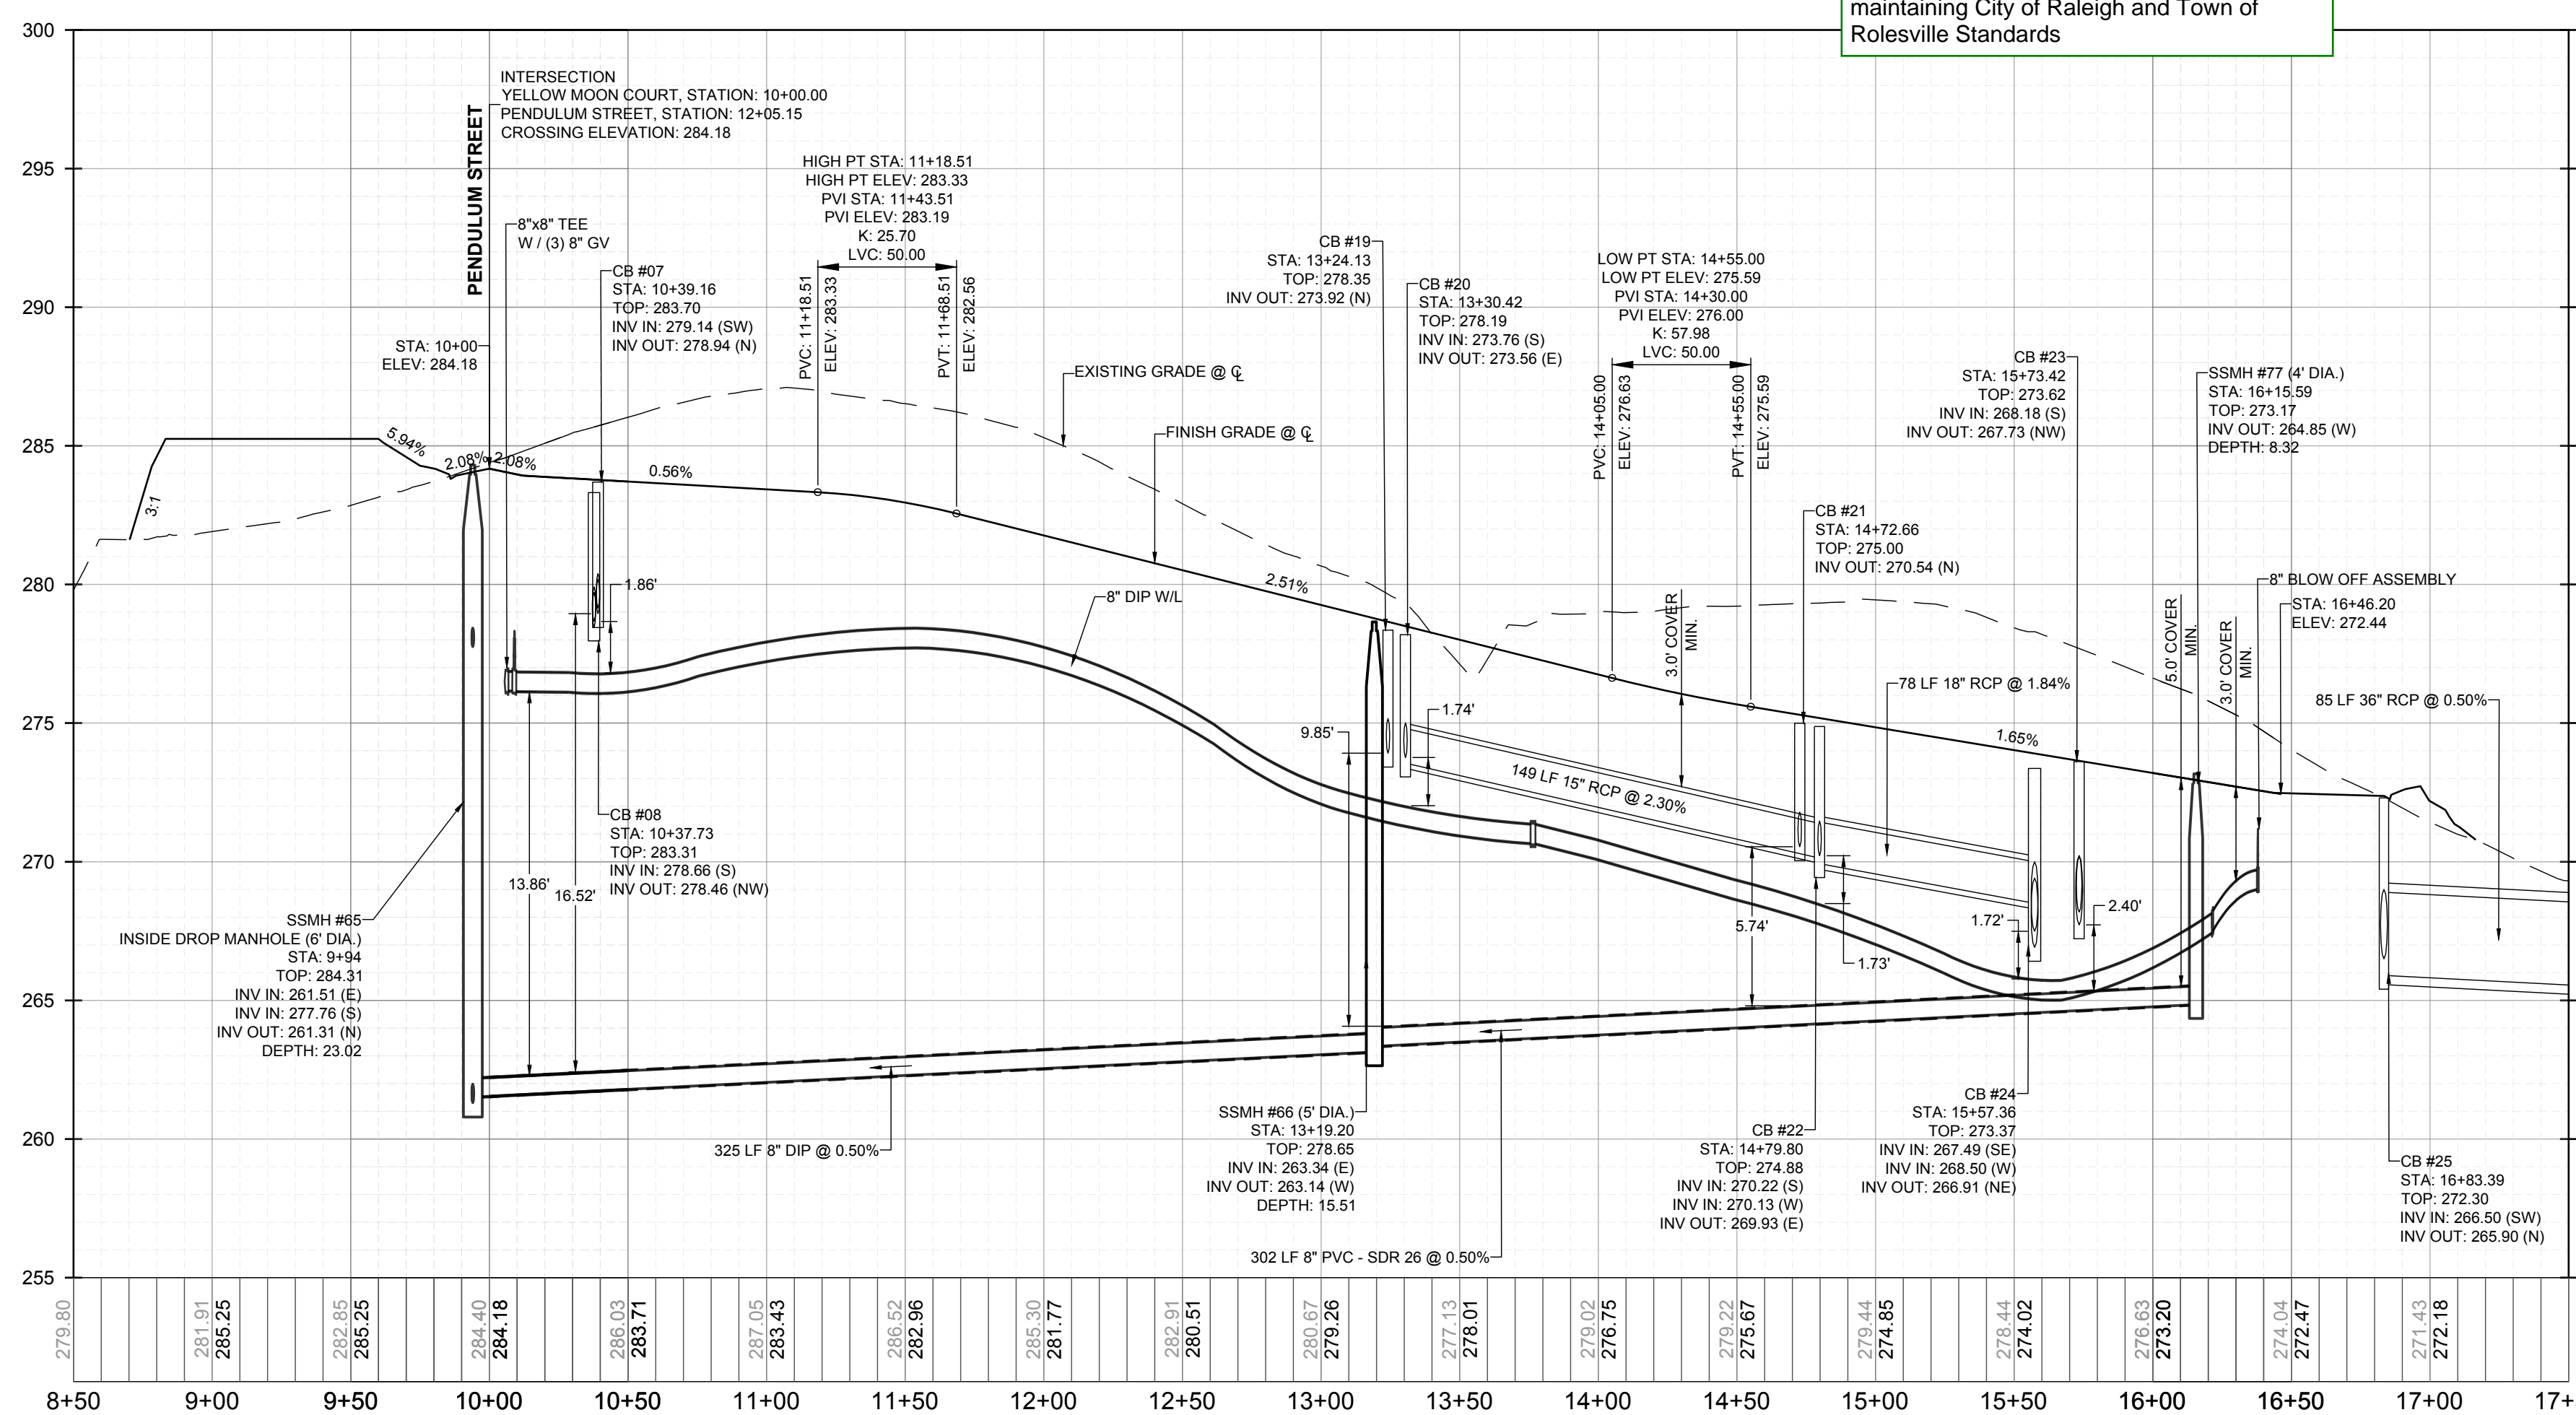 maintaining City of Raleigh and Town of
Rolesville Standards
300
295
290
285
280
275
270
265
260
255
INTERSECTION
YELLOW MOON COURT, STATION: 10+00.00
PENDULUM STREET, STATION: 12+05.15
CROSSING ELEVATION: 284.18
PENDULUM STREET
8"x8" TEE
W / (3) 8" GV
CB #07
STA: 10+39.16
TOP: 283.70
INV IN: 279.14 (SW)
INV OUT: 278.94 (N)
STA: 10+00
ELEV: 284.18
HIGH PT STA: 11+18.51
HIGH PT ELEV: 283.33
PVI STA: 11+43.51
PVI ELEV: 283.19
K: 25.70
LVC: 50.00
PVC: 11+18.51
ELEV: 283.33
PVT: 11+68.51
ELEV: 282.56
EXISTING GRADE @ CL
FINISH GRADE @ CL
CB #19
STA: 13+24.13
TOP: 278.35
INV OUT: 273.92 (N)
CB #20
STA: 13+30.42
TOP: 278.19
INV IN: 273.76 (S)
INV OUT: 273.56 (E)
LOW PT STA: 14+55.00
LOW PT ELEV: 275.59
PVI STA: 14+30.00
PVI ELEV: 276.00
K: 57.98
LVC: 50.00
PVC: 14+05.00
ELEV: 276.63
PVT: 14+55.00
ELEV: 275.59
CB #23
STA: 15+73.42
TOP: 273.62
INV IN: 268.18 (S)
INV OUT: 267.73 (NW)
SSMH #77 (4' DIA.)
STA: 16+15.59
TOP: 273.17
INV OUT: 264.85 (W)
DEPTH: 8.32
CB #21
STA: 14+72.66
TOP: 275.00
INV OUT: 270.54 (N)
8" BLOW OFF ASSEMBLY
STA: 16+46.20
ELEV: 272.44
3:1
5.94%
2.08%
2.08%
0.56%
2.51%
1.65%
1.86'
8" DIP W/L
3.0' COVER
MIN.
5.0' COVER
MIN.
3.0' COVER
MIN.
78 LF 18" RCP @ 1.84%
85 LF 36" RCP @ 0.50%
9.85'
1.74'
149 LF 15" RCP @ 2.30%
CB #08
STA: 10+37.73
TOP: 283.31
INV IN: 278.66 (S)
INV OUT: 278.46 (NW)
13.86'
16.52'
5.74'
1.73'
1.72'
2.40'
SSMH #65
INSIDE DROP MANHOLE (6' DIA.)
STA: 9+94
TOP: 284.31
INV IN: 261.51 (E)
INV IN: 277.76 (S)
INV OUT: 261.31 (N)
DEPTH: 23.02
325 LF 8" DIP @ 0.50%
SSMH #66 (5' DIA.)
STA: 13+19.20
TOP: 278.65
INV IN: 263.34 (E)
INV OUT: 263.14 (W)
DEPTH: 15.51
302 LF 8" PVC - SDR 26 @ 0.50%
CB #22
STA: 14+79.80
TOP: 274.88
INV IN: 270.22 (S)
INV IN: 270.13 (W)
INV OUT: 269.93 (E)
CB #24
STA: 15+57.36
TOP: 273.37
INV IN: 267.49 (SE)
INV IN: 268.50 (W)
INV OUT: 266.91 (NE)
CB #25
STA: 16+83.39
TOP: 272.30
INV IN: 266.50 (SW)
INV OUT: 265.90 (N)
279.80
281.91 285.25
282.85 285.25
284.40 284.18
286.03 283.71
287.05 283.43
286.52 282.96
285.30 281.77
282.91 280.51
280.67 279.26
277.13 278.01
279.02 276.75
279.22 275.67
279.44 274.85
278.44 274.02
276.63 273.20
274.04 272.47
271.43 272.18
8+50 9+00 9+50 10+00 10+50 11+00 11+50 12+00 12+50 13+00 13+50 14+00 14+50 15+00 15+50 16+00 16+50 17+00 17+